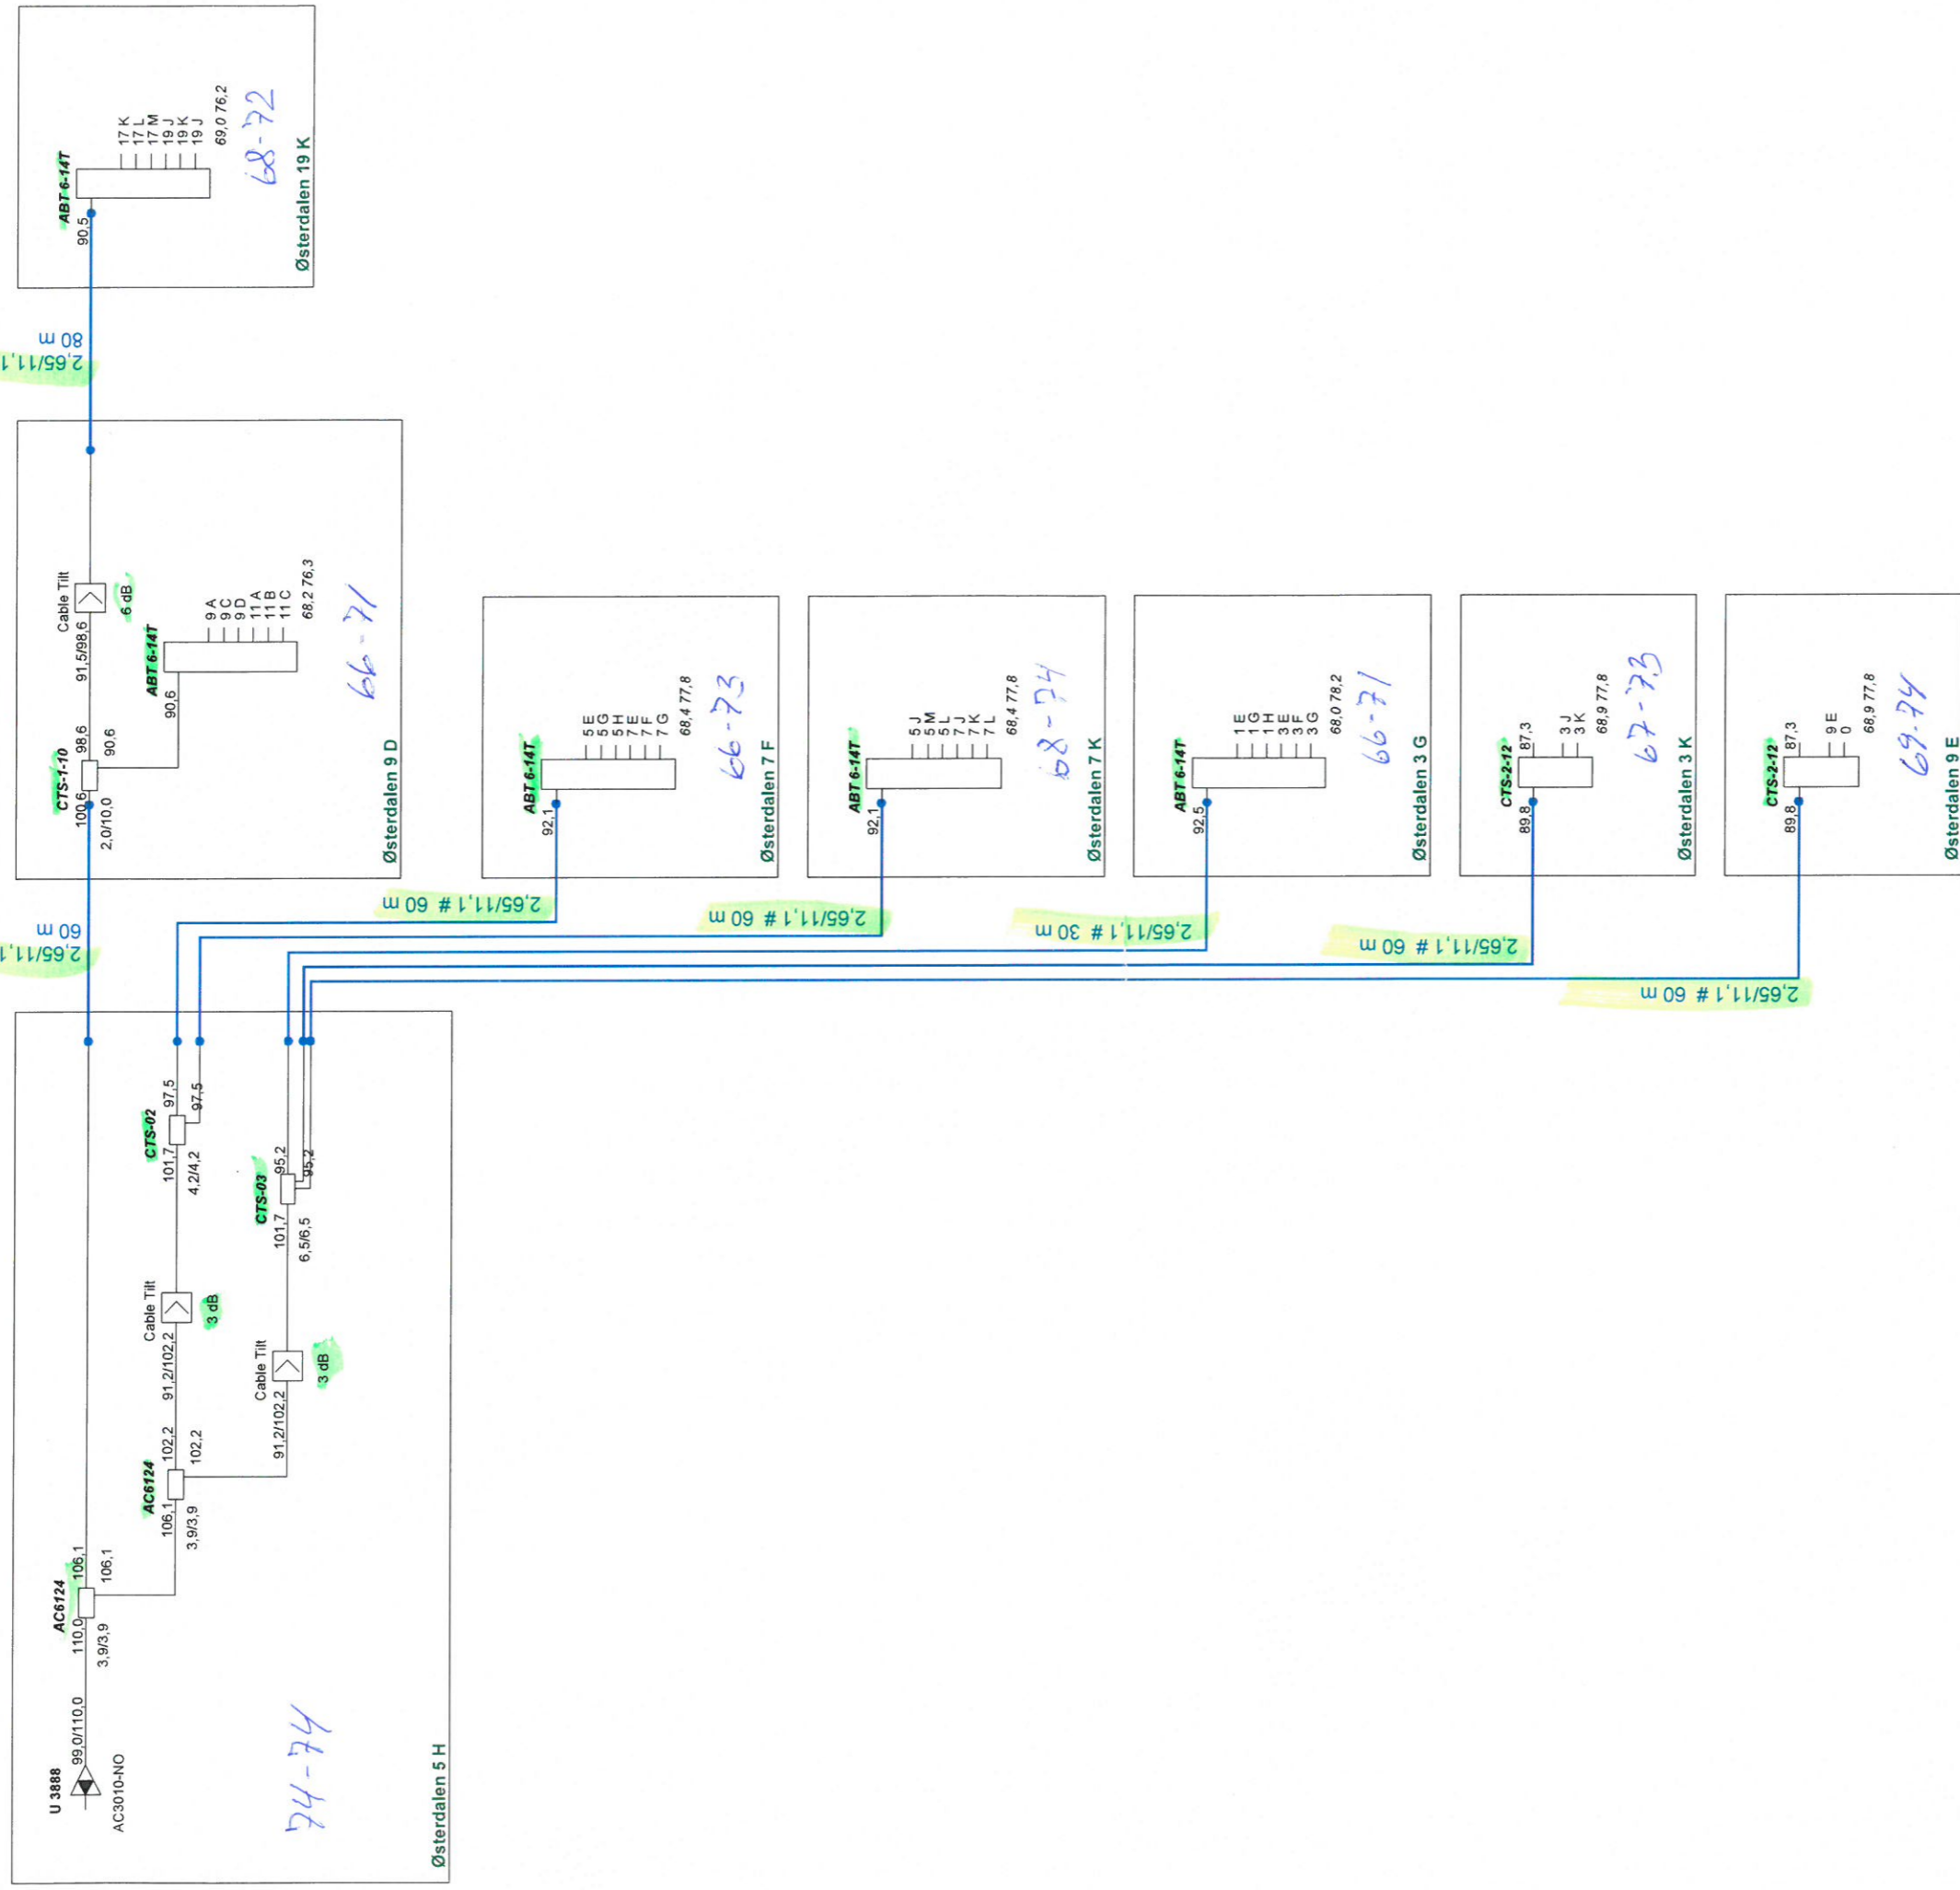 U 3888
99,0/110,0
AC3010-NO
AC6124
110,0
106,1
106,1
3,9/3,9
AC6124
106,1
102,2
102,2
3,9/3,9
91,2/102,2
Cable Tilt
3 dB
91,2/102,2
Cable Tilt
3 dB
CTS-02
101,7
97,5
4,2/4,2
97,5
CTS-03
101,7
95,2
6,5/6,5
95,2
74-74
Østerdalen 5 H
2,65/11,1
60 m
CTS-1-10
100,6
98,6
2,0/10,0
90,6
91,5/98,6
Cable Tilt
6 dB
ABT 6-14T
90,6
9 A
9 C
9 D
11 A
11 B
11 C
68,2 76,3
66-71
Østerdalen 9 D
2,65/11,1
80 m
ABT 6-14T
90,5
17 K
17 L
17 M
19 J
19 K
19 J
69,0 76,2
68-72
Østerdalen 19 K
2,65/11,1 # 60 m
ABT 6-14T
92,1
5 E
5 G
5 H
7 E
7 F
7 G
68,4 77,8
66-73
Østerdalen 7 F
2,65/11,1 # 60 m
ABT 6-14T
92,1
5 J
5 M
5 L
7 J
7 K
7 L
68,4 77,8
68-74
Østerdalen 7 K
2,65/11,1 # 30 m
ABT 6-14T
92,5
1 E
1 G
1 H
3 E
3 F
3 G
68,0 78,2
66-71
Østerdalen 3 G
2,65/11,1 # 60 m
CTS-2-12
89,8
87,3
3 J
3 K
68,9 77,8
67-73
Østerdalen 3 K
2,65/11,1 # 60 m
CTS-2-12
89,8
87,3
9 E
0
68,9 77,8
69-74
Østerdalen 9 E